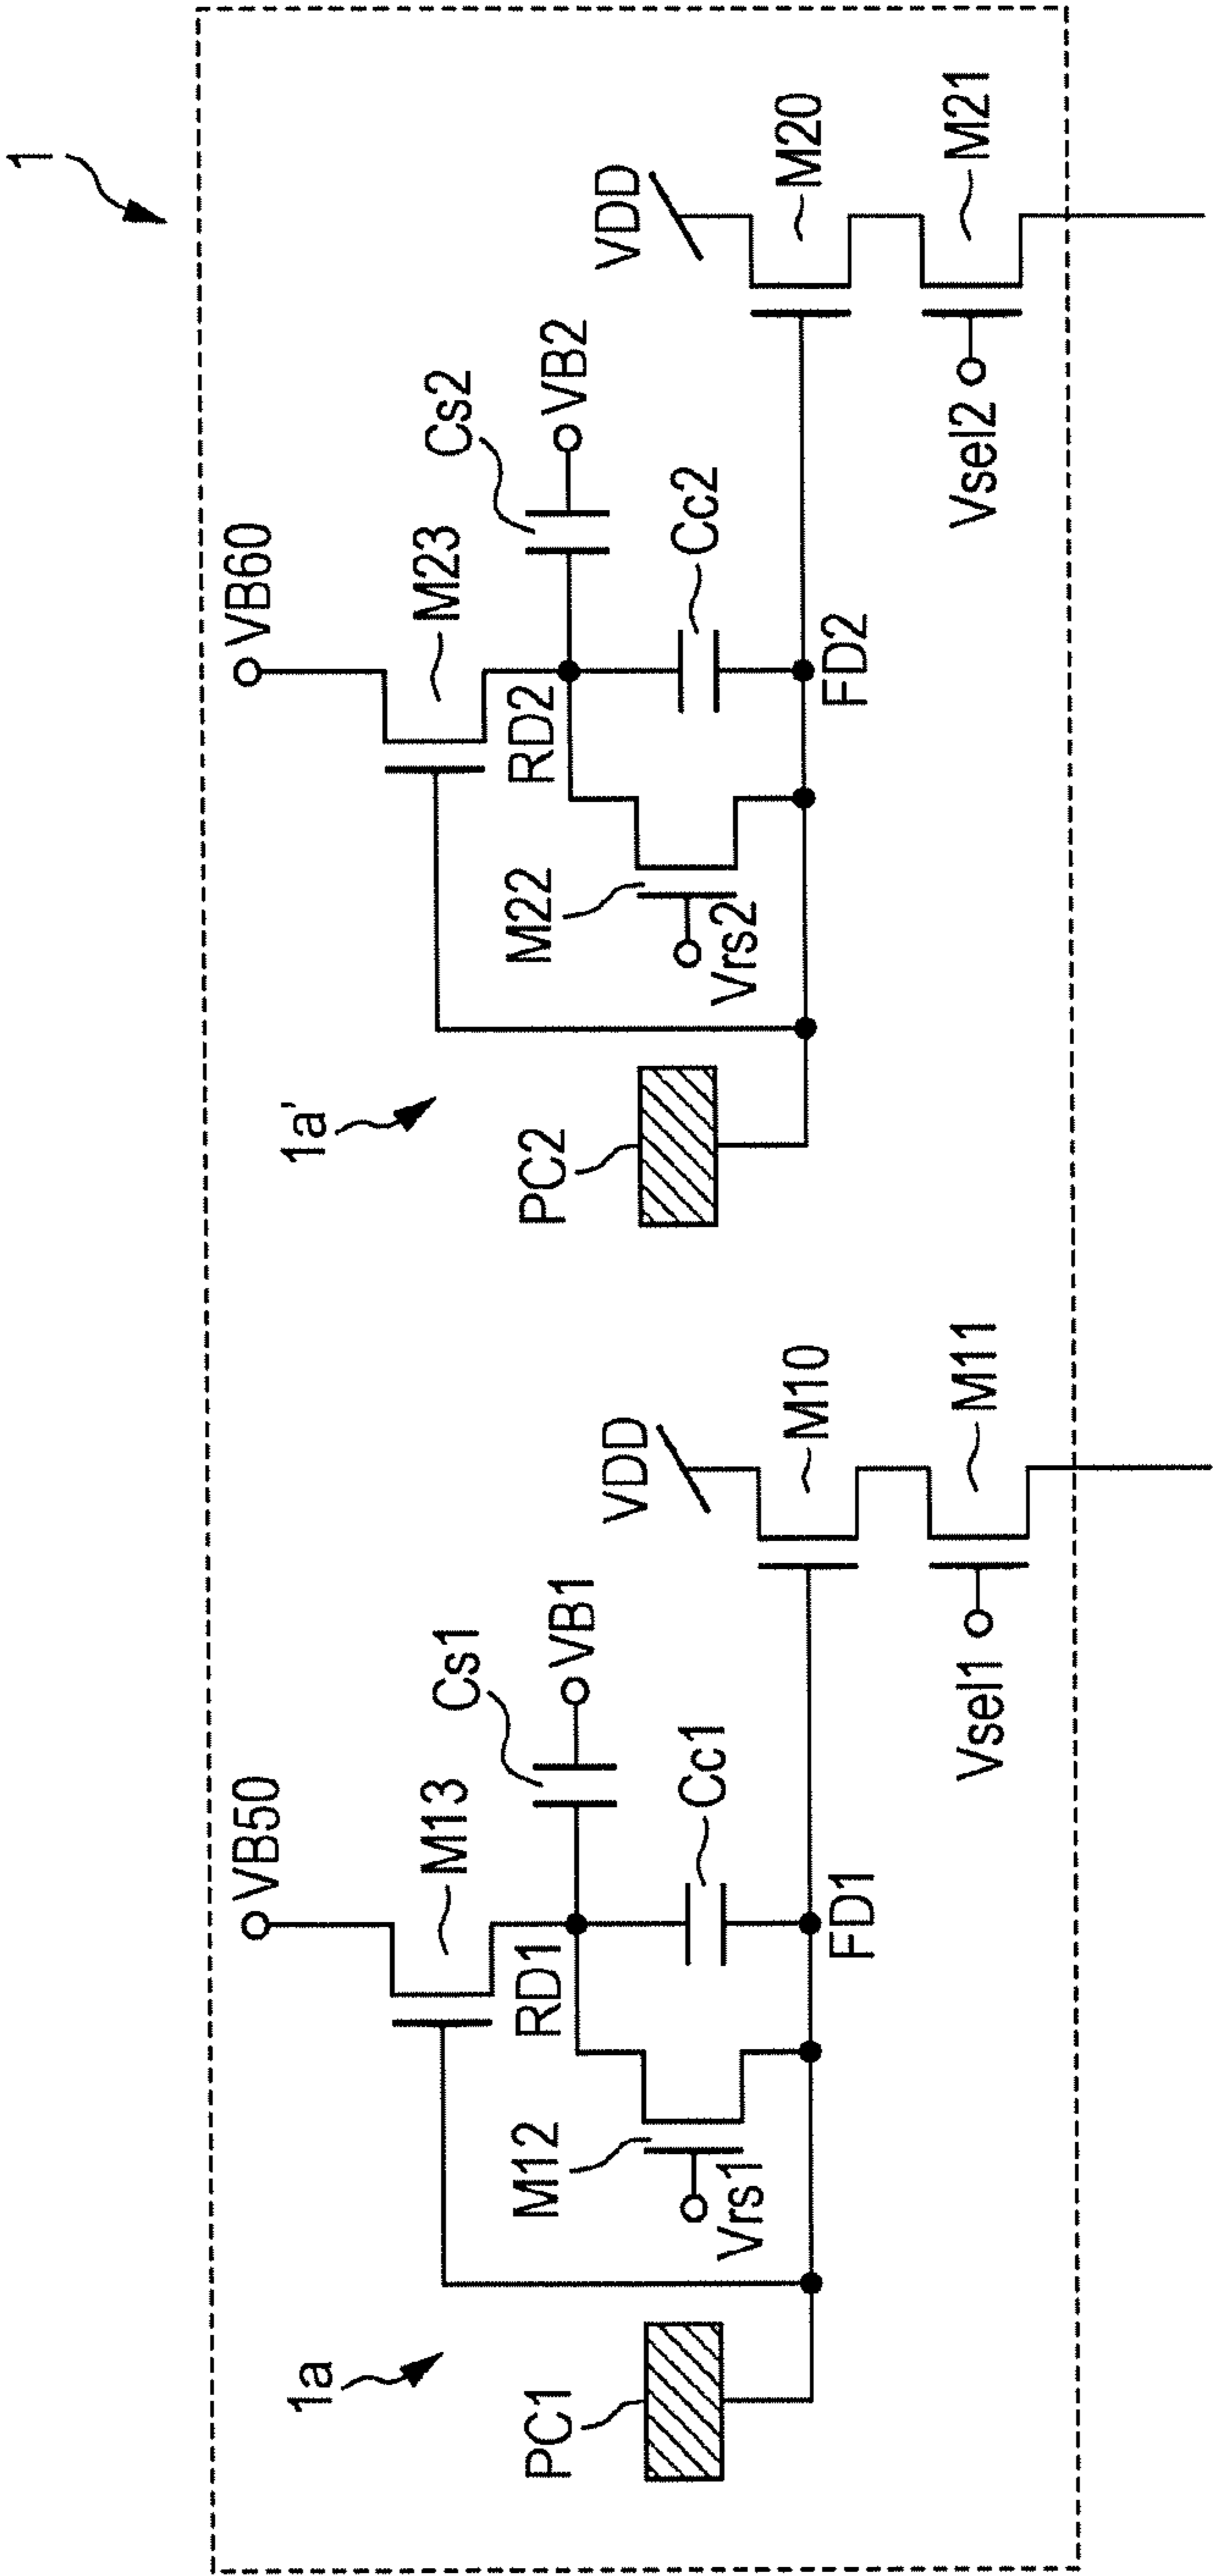 1
1a
VB50
M13
Cs1
VB1
RD1
Cc1
M12
Vrs1
PC1
FD1
VDD
M10
M11
Vsel1
1a'
VB60
M23
Cs2
VB2
RD2
Cc2
M22
Vrs2
PC2
FD2
VDD
M20
M21
Vsel2